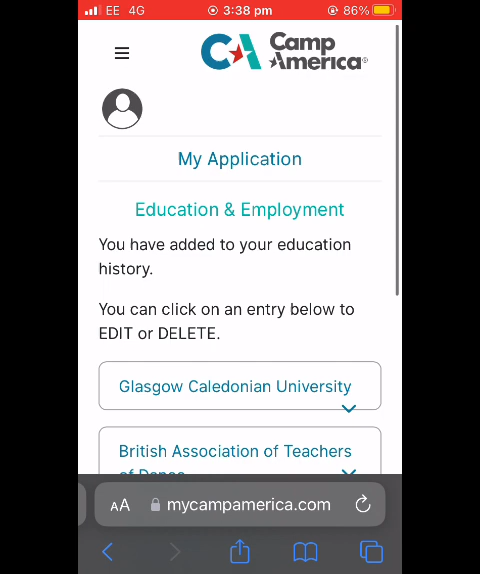 EE 4G 3:38 pm 86%
Camp
America®
My Application
Education & Employment
You have added to your education
history.
You can click on an entry below to
EDIT or DELETE.
Glasgow Caledonian University
British Association of Teachers
of Dance
AA mycampamerica.com